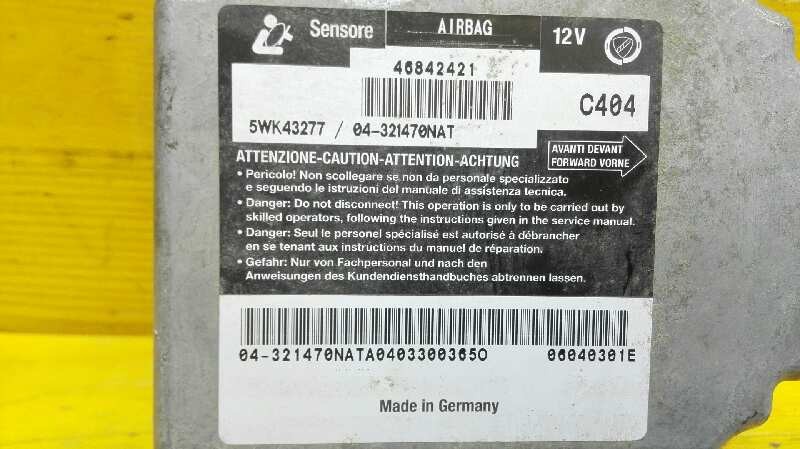 Sensore AIRBAG 12V
46842421
C404
5WK43277 / 04-321470NAT
ATTENZIONE-CAUTION-ATTENTION-ACHTUNG
AVANTI DEVANT
FORWARD VORNE
• Pericolo! Non scollegare se non da personale specializzato
e seguendo le istruzioni del manuale di assistenza tecnica.
• Danger: Do not disconnect! This operation is only to be carried out by
skilled operators, following the instructions given in the service manual.
• Danger: Seul le personel spécialisé est autorisé à débrancher
en se tenant aux instructions du manuel de réparation.
• Gefahr: Nur von Fachpersonal und nach den
Anweisungen des Kundendiensthandbuches abtrennen lassen.
04-321470NATA0403300365O 06040301E
Made in Germany